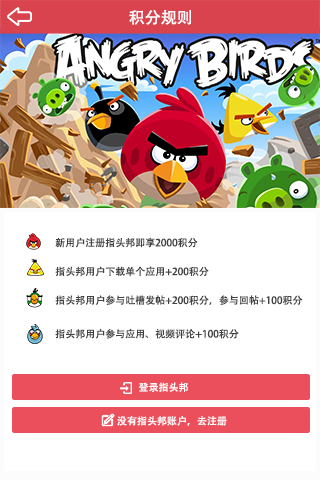 积分规则
ANGRY BIRDS
新用户注册指头邦即享2000积分
指头邦用户下载单个应用+200积分
指头邦用户参与吐槽发帖+200积分，参与回帖+100积分
指头邦用户参与应用、视频评论+100积分
登录指头邦
没有指头邦账户，去注册